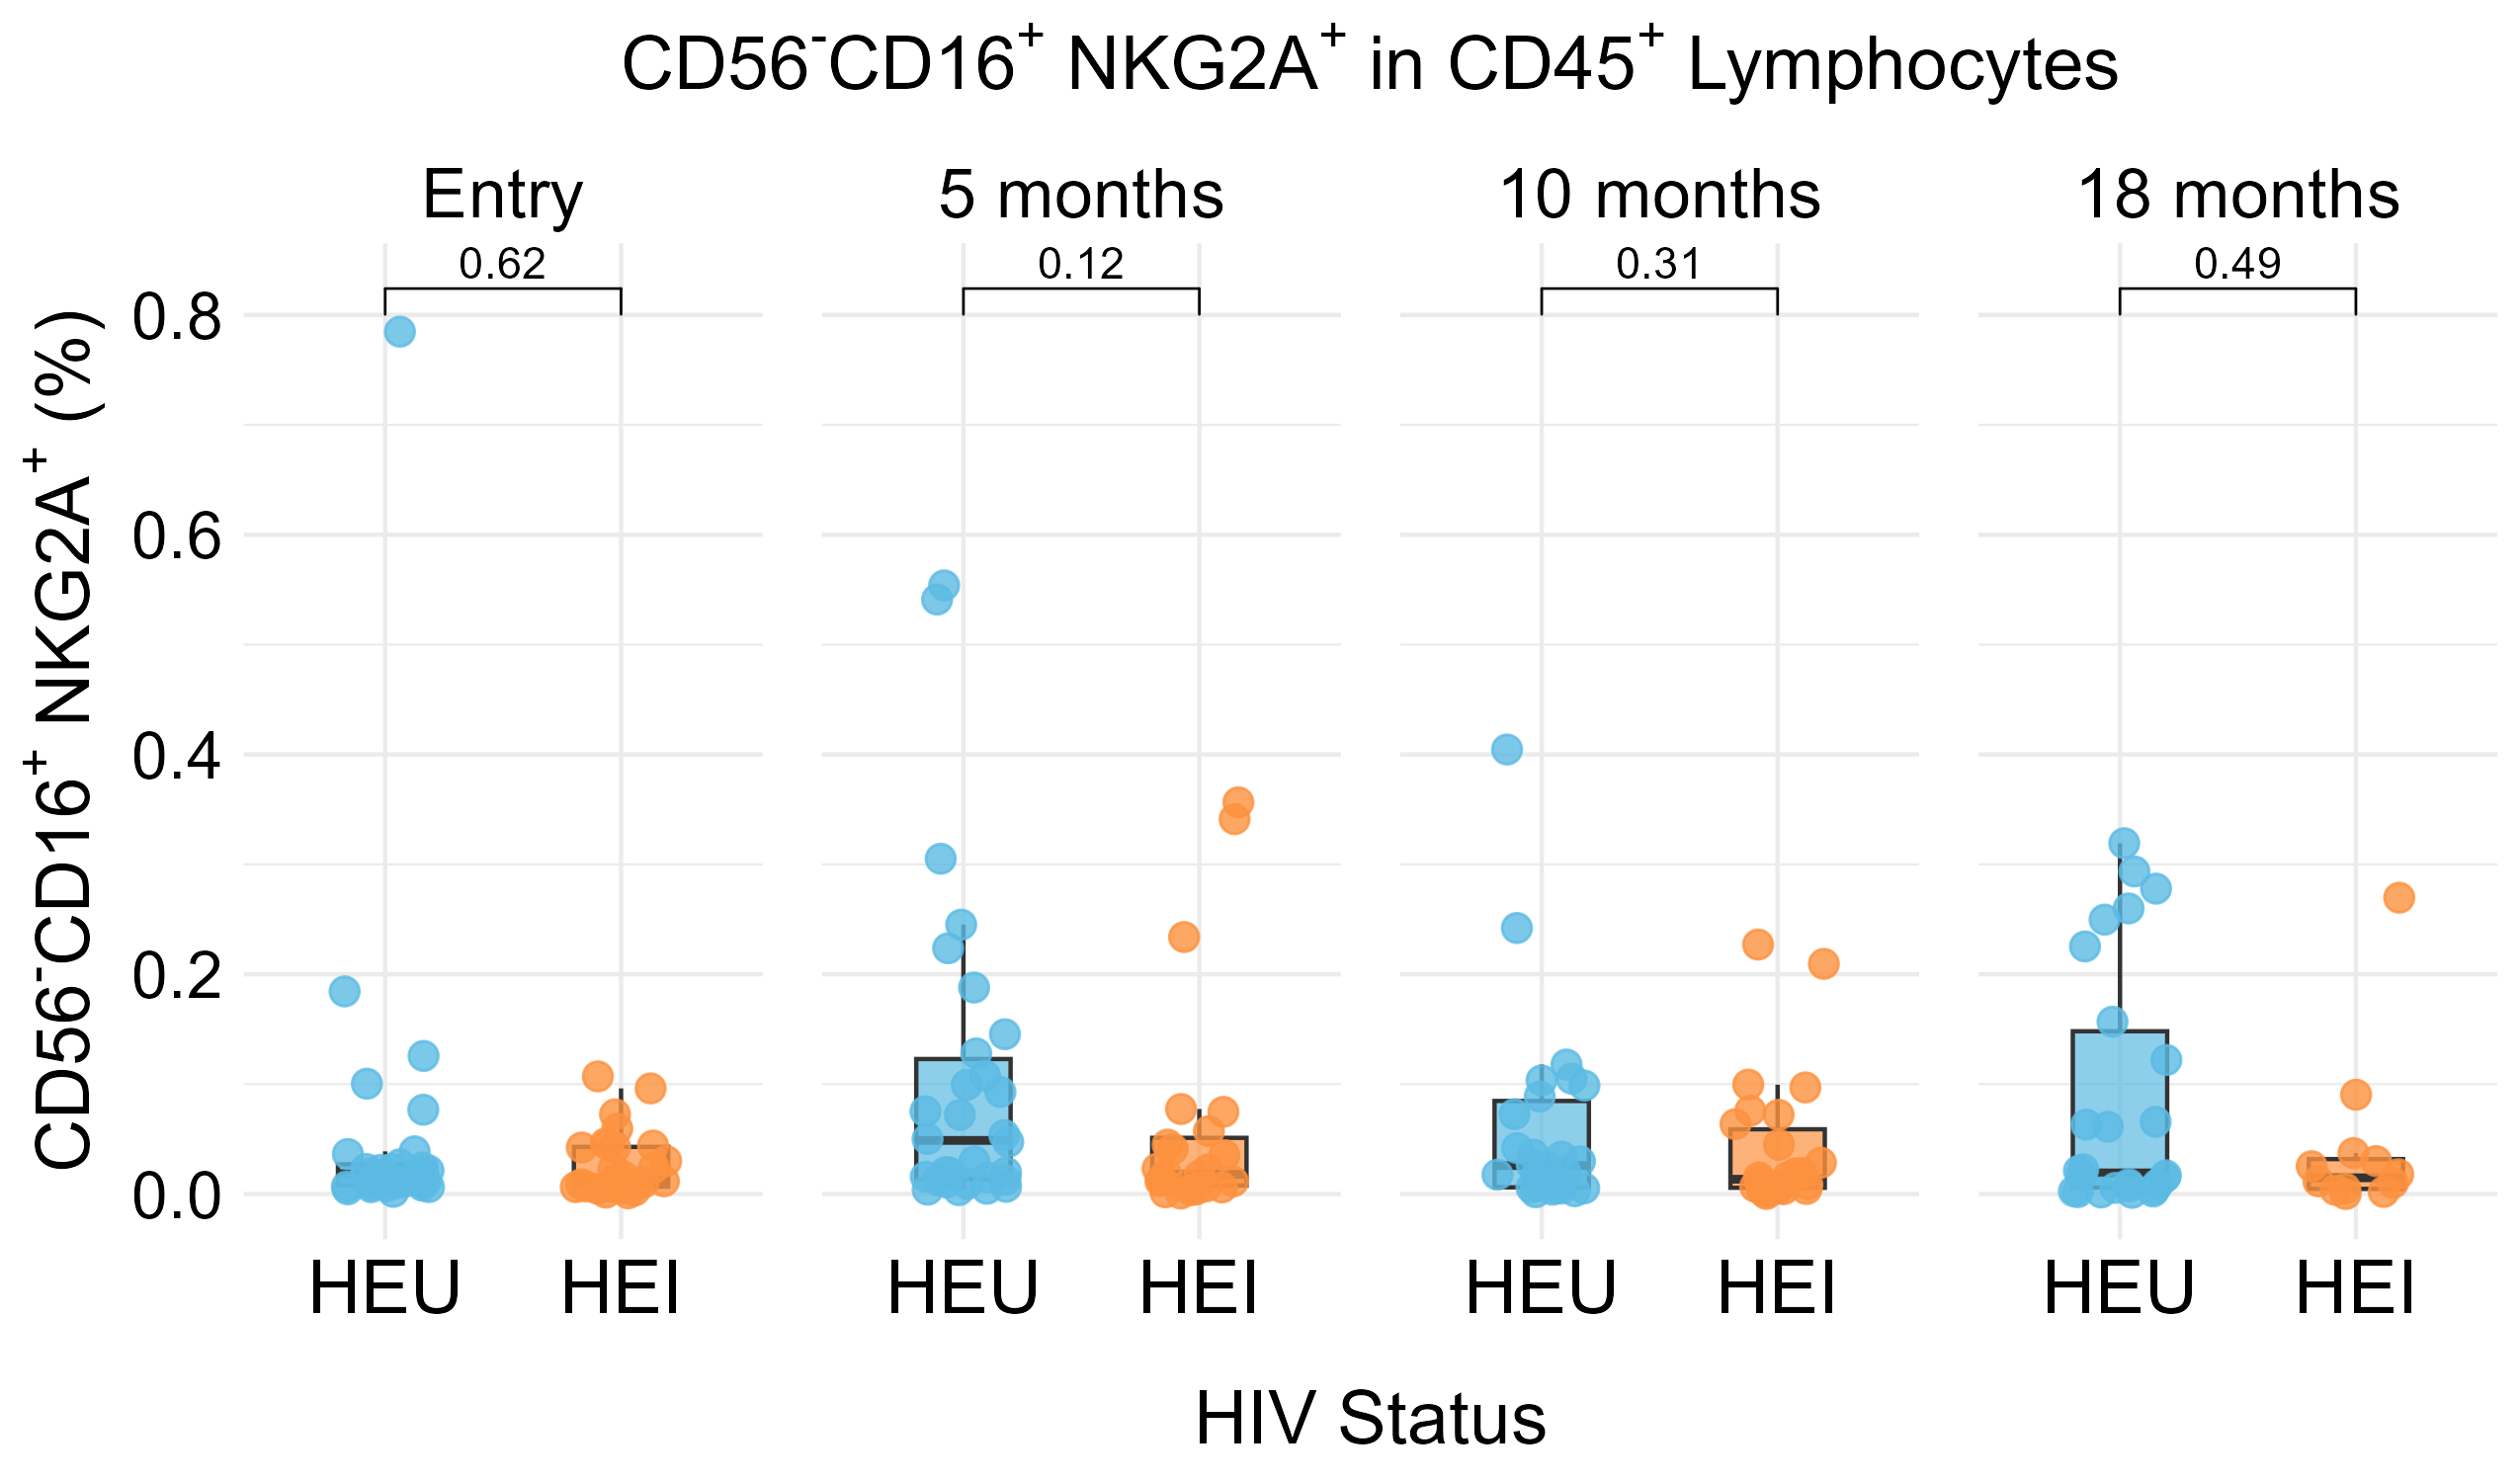 CD56⁻CD16⁺ NKG2A⁺ in CD45⁺ Lymphocytes
Entry
5 months
10 months
18 months
0.62
0.12
0.31
0.49
CD56⁻CD16⁺ NKG2A⁺ (%)
0.8
0.6
0.4
0.2
0.0
HEU
HEI
HEU
HEI
HEU
HEI
HEU
HEI
HIV Status